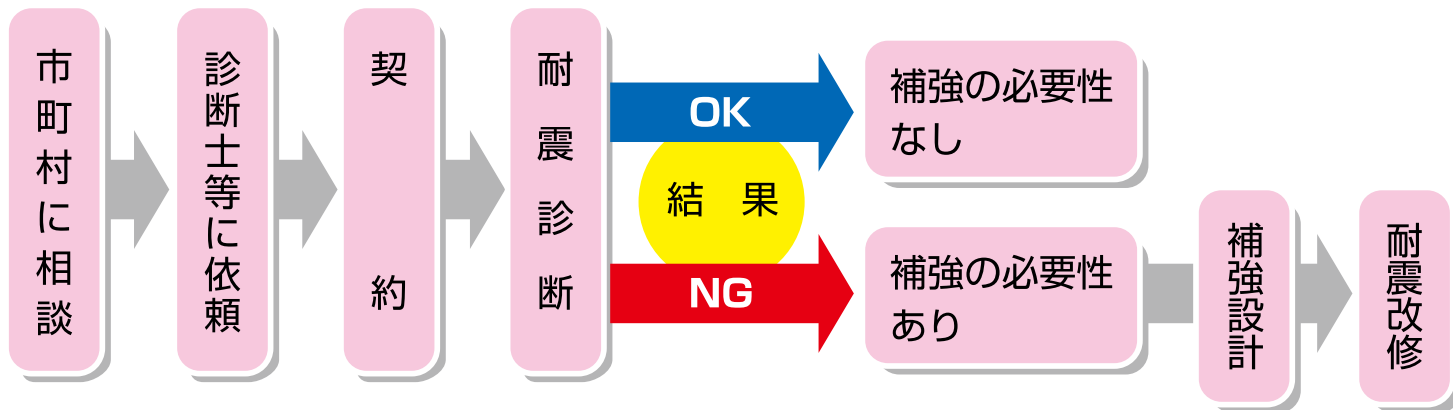 市町村に相談
診断士等に依頼
契約
耐震診断
OK
結果
NG
補強の必要性
なし
補強の必要性
あり
補強設計
耐震改修